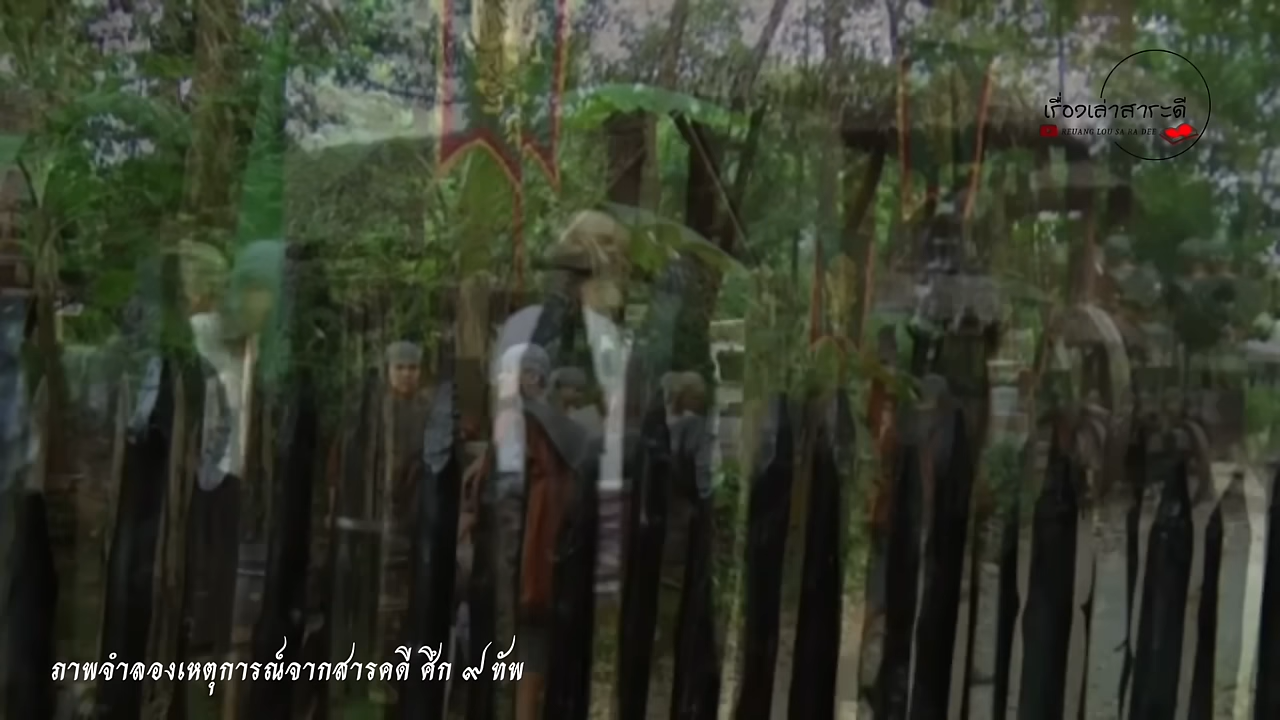 เรื่องเล่าสาระดี
REUANG LOU SA RA DEE
ภาพจำลองเหตุการณ์จากสารคดี ศึก ๙ ทัพ